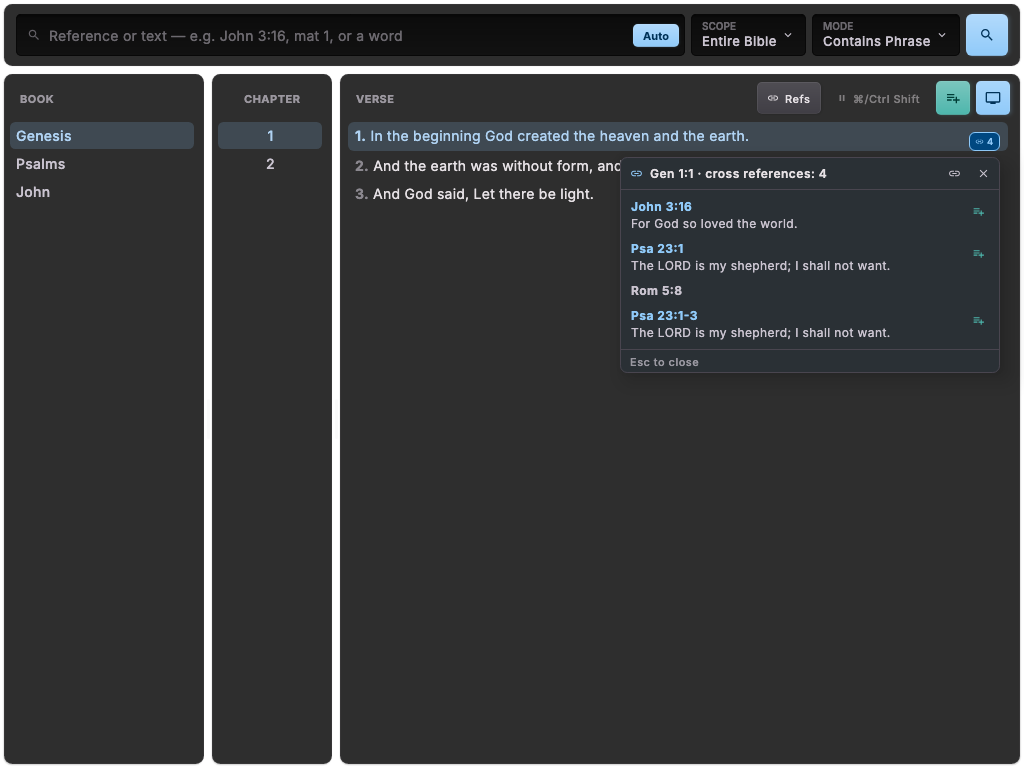 Reference or text — e.g. John 3:16, mat 1, or a word
Auto
SCOPE
Entire Bible
MODE
Contains Phrase
BOOK
Genesis
Psalms
John
CHAPTER
1
2
VERSE
Refs
⌘/Ctrl Shift
1. In the beginning God created the heaven and the earth.
4
2. And the earth was without form, and
3. And God said, Let there be light.
Gen 1:1 · cross references: 4
John 3:16
For God so loved the world.
Psa 23:1
The LORD is my shepherd; I shall not want.
Rom 5:8
Psa 23:1-3
The LORD is my shepherd; I shall not want.
Esc to close